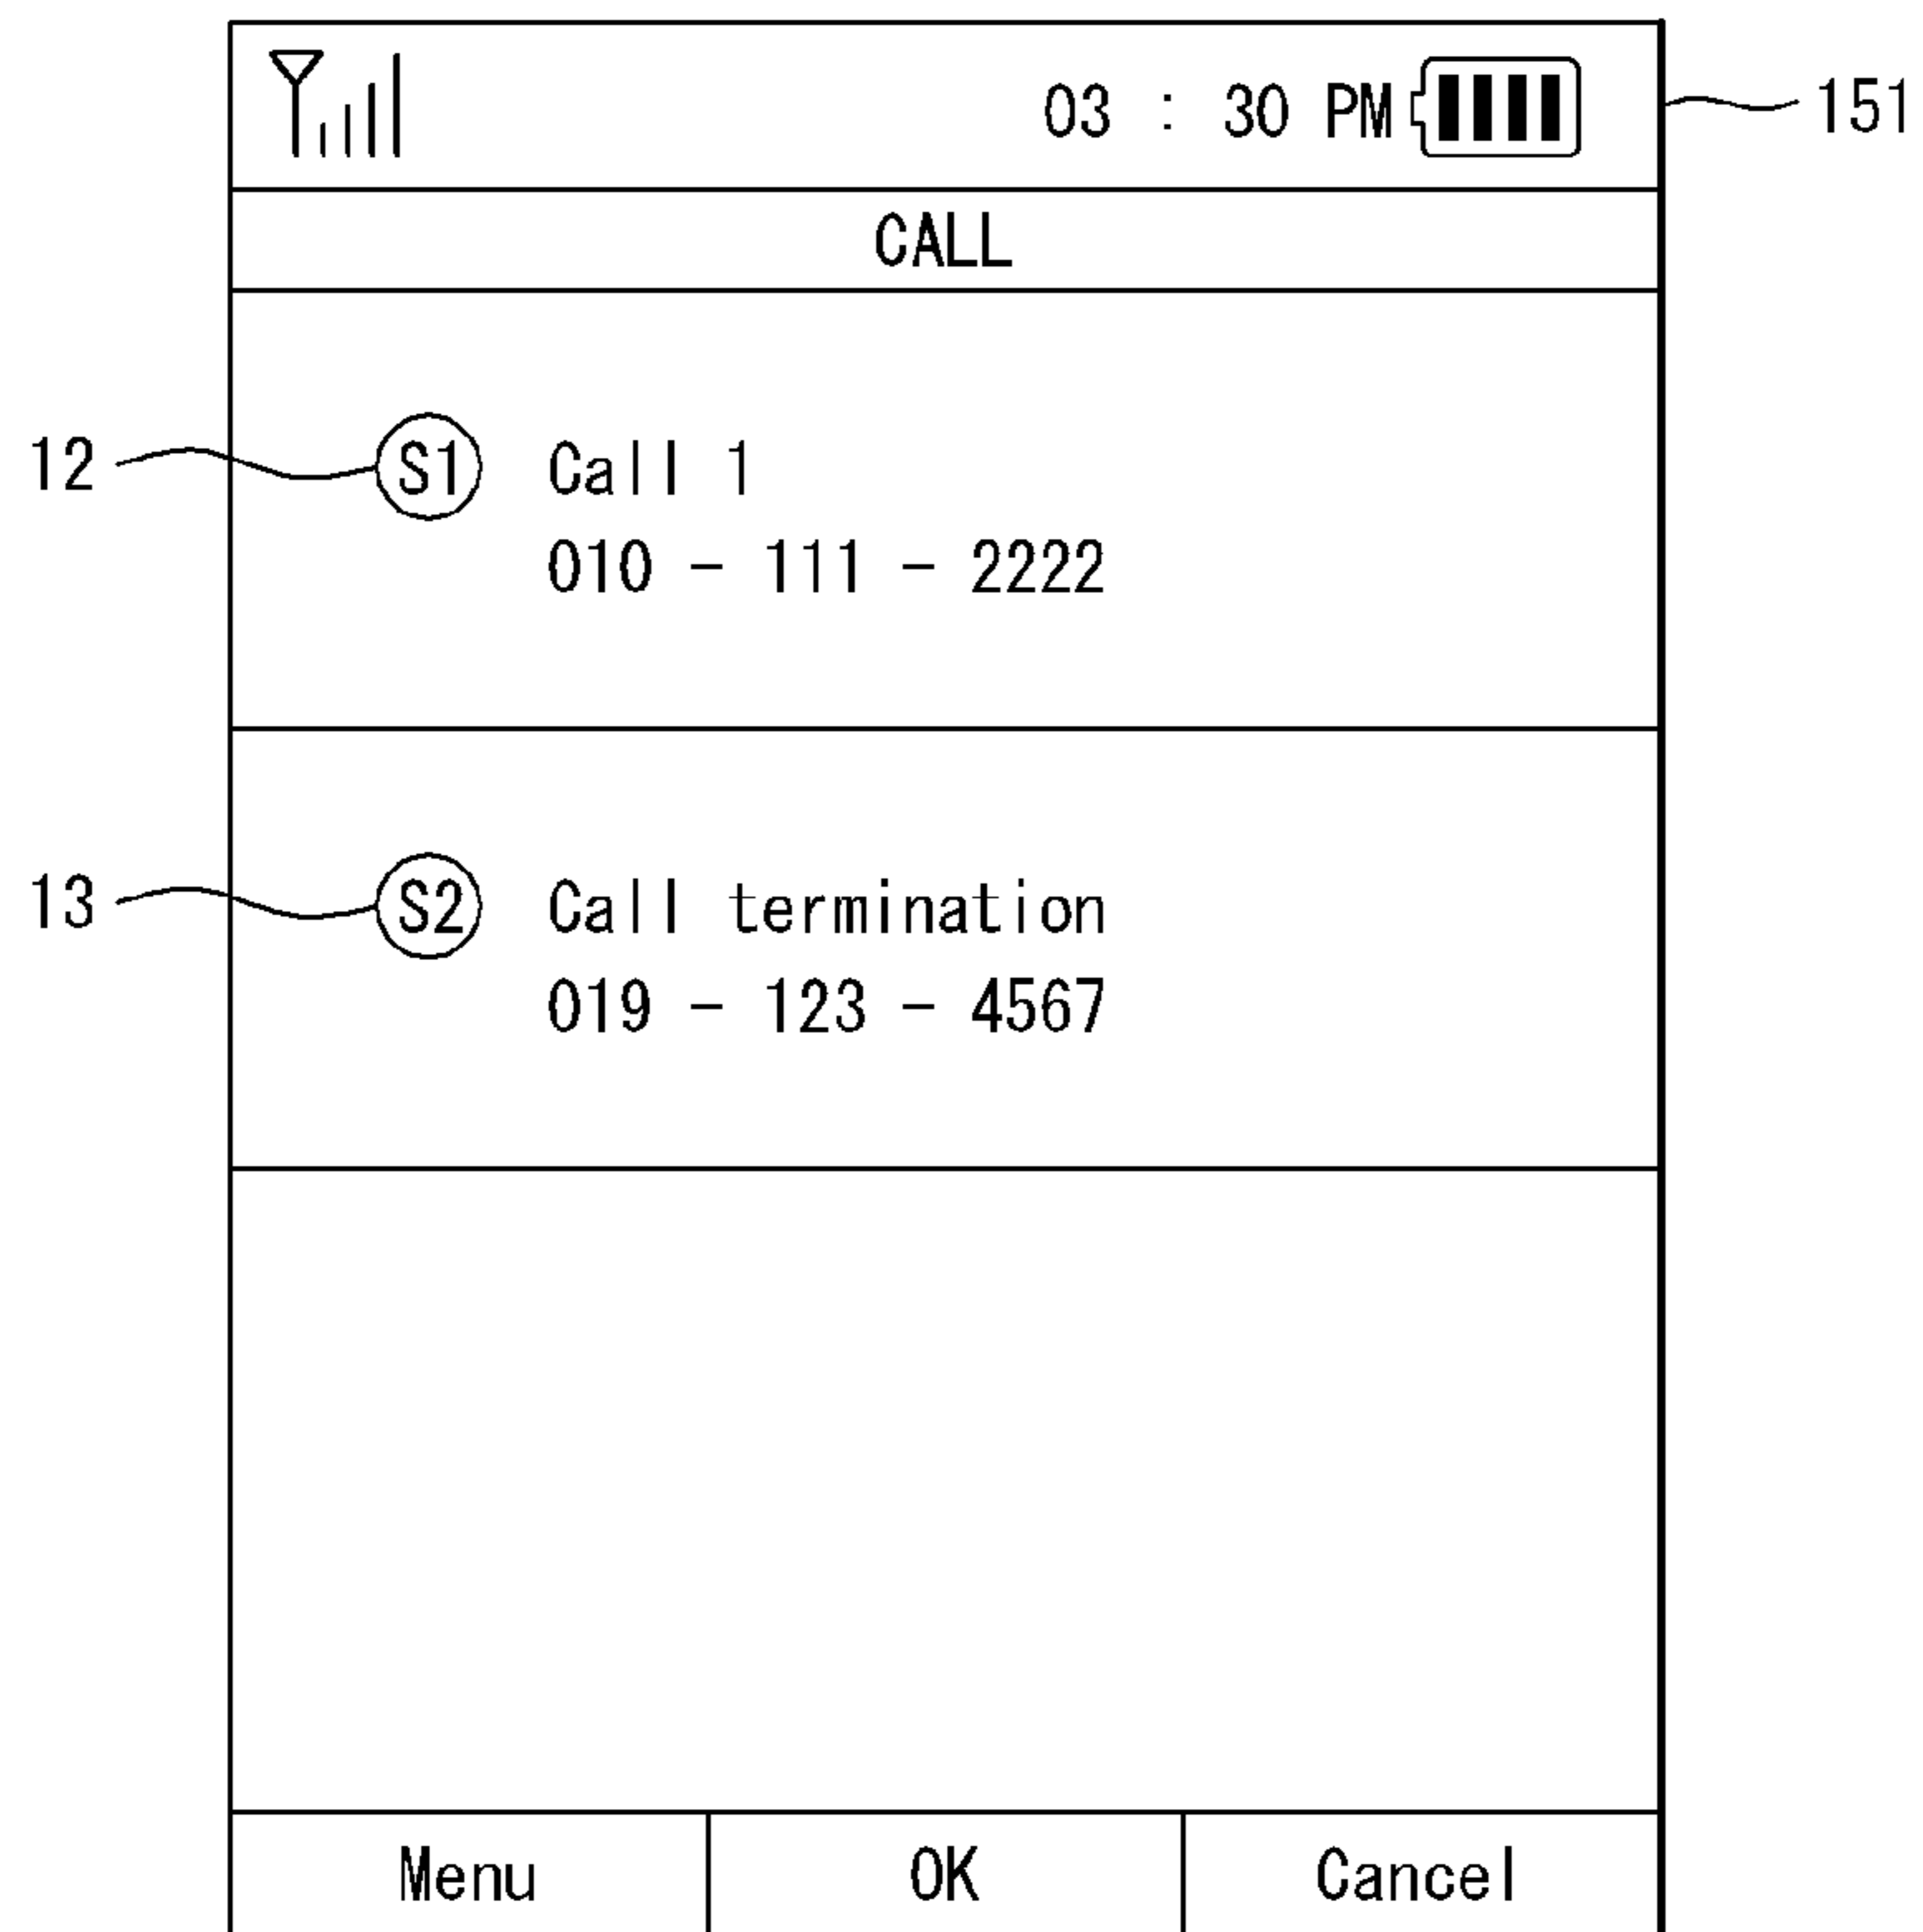 03 : 30 PM
151
CALL
12
S1 Call 1
010 - 111 - 2222
13
S2 Call termination
019 - 123 - 4567
Menu OK Cancel